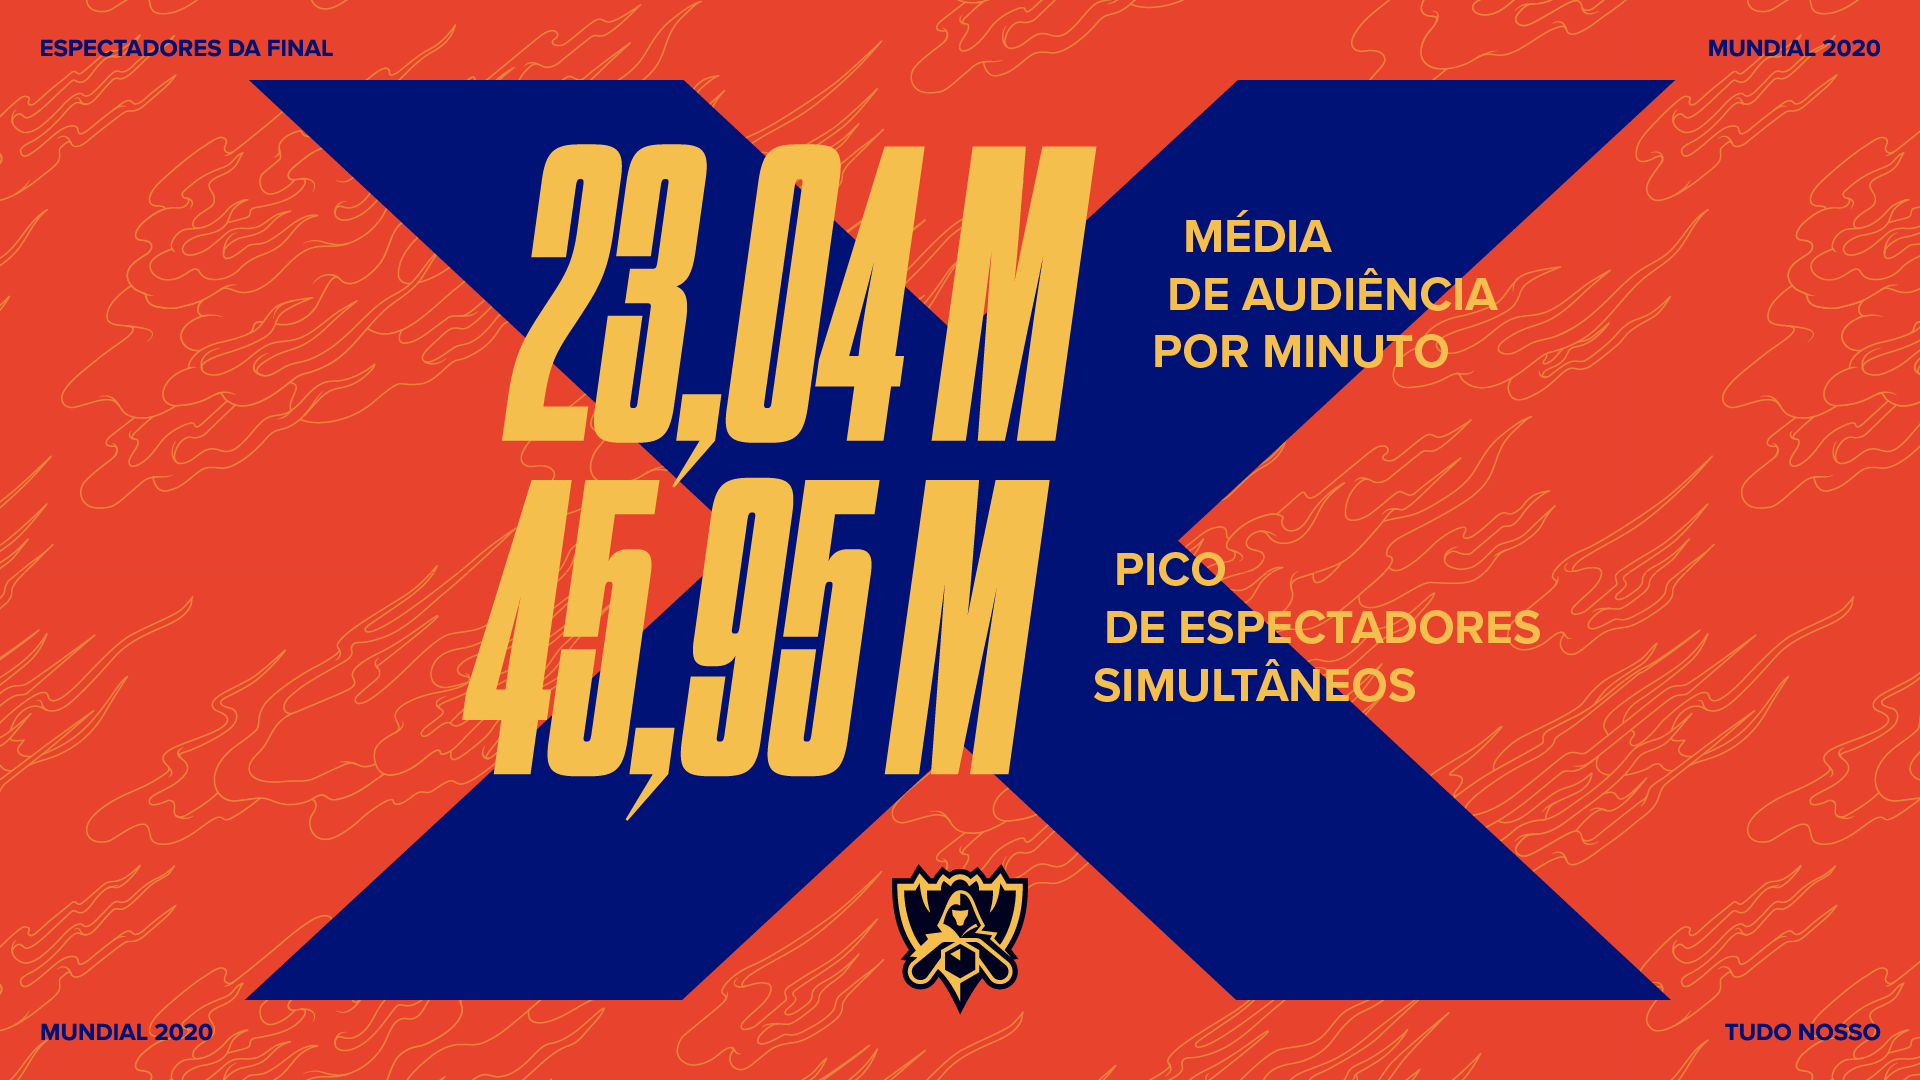 ESPECTADORES DA FINAL
MUNDIAL 2020
23,04 M
MÉDIA
DE AUDIÊNCIA
POR MINUTO
45,95 M
PICO
DE ESPECTADORES
SIMULTÂNEOS
MUNDIAL 2020
TUDO NOSSO